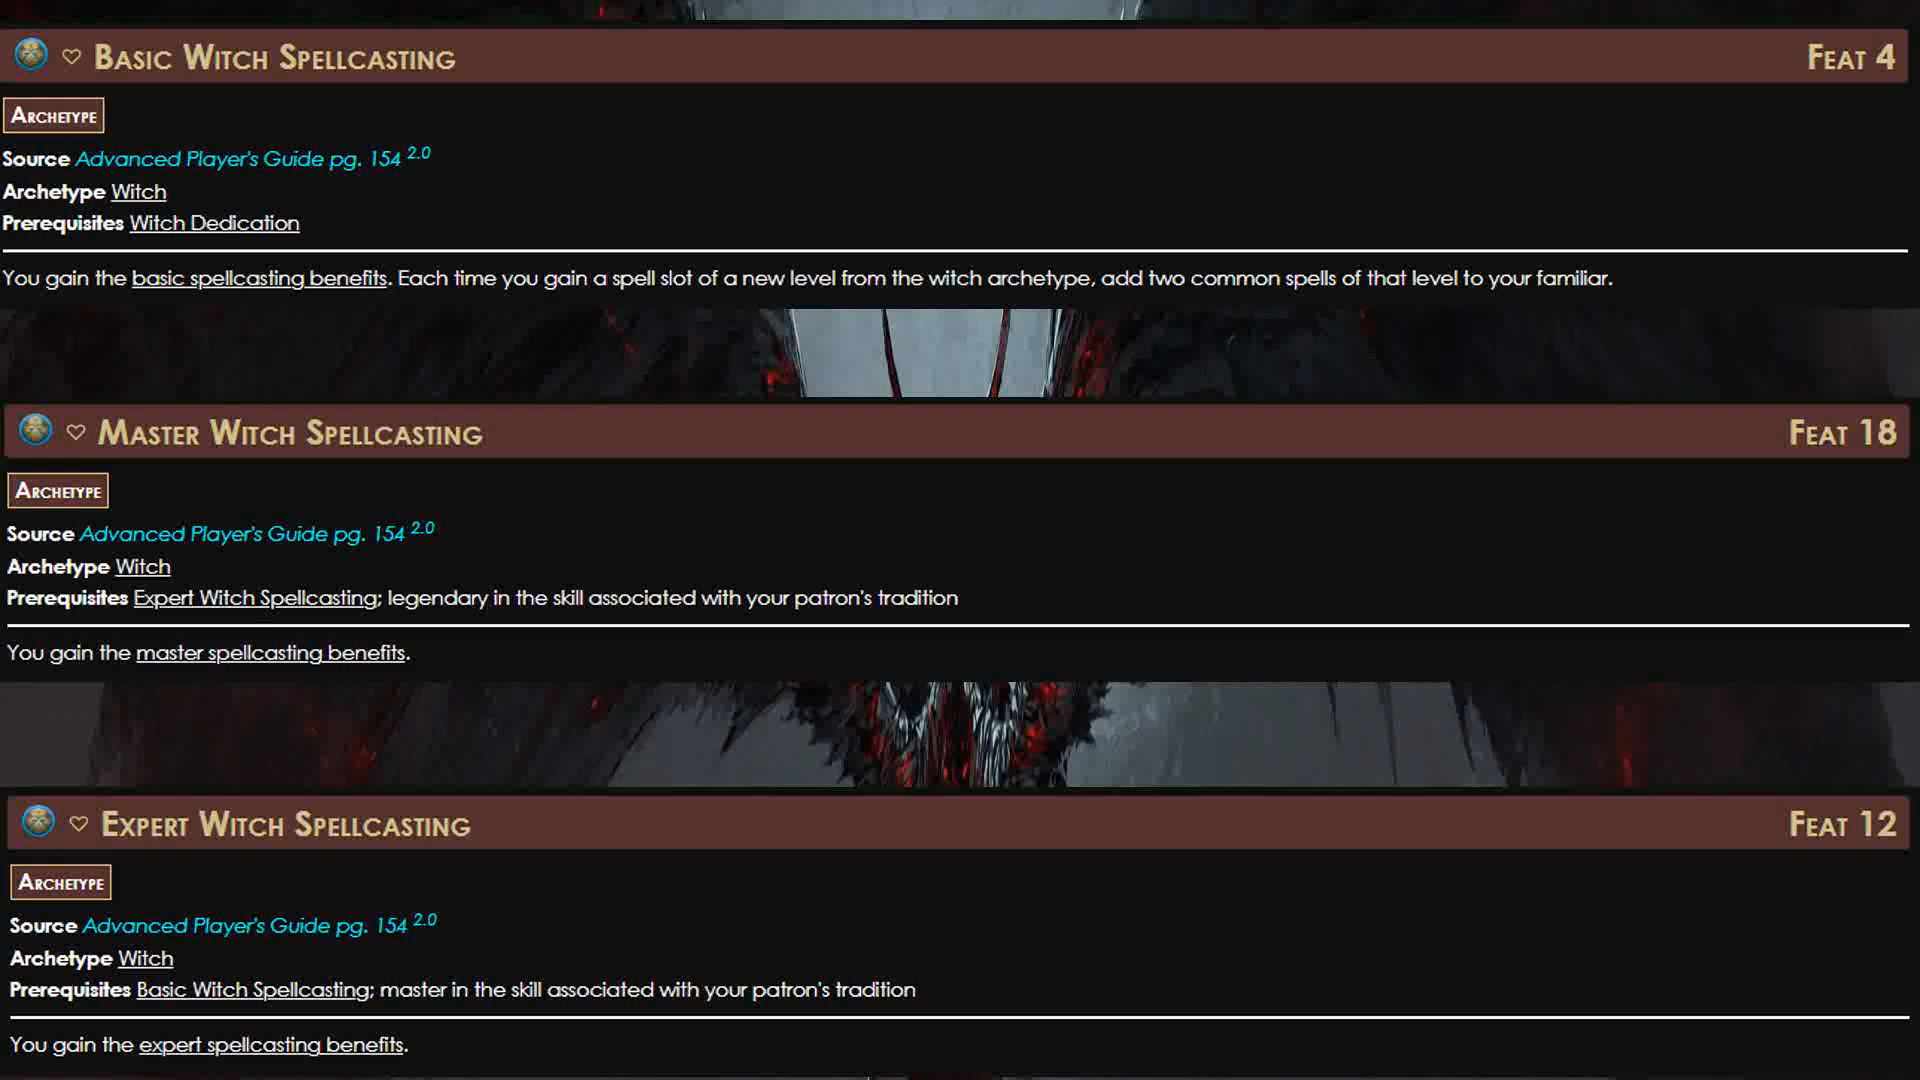 Basic Witch Spellcasting Feat 4
Archetype
Source Advanced Player's Guide pg. 154 2.0
Archetype Witch
Prerequisites Witch Dedication
You gain the basic spellcasting benefits. Each time you gain a spell slot of a new level from the witch archetype, add two common spells of that level to your familiar.
Master Witch Spellcasting Feat 18
Archetype
Source Advanced Player's Guide pg. 154 2.0
Archetype Witch
Prerequisites Expert Witch Spellcasting; legendary in the skill associated with your patron's tradition
You gain the master spellcasting benefits.
Expert Witch Spellcasting Feat 12
Archetype
Source Advanced Player's Guide pg. 154 2.0
Archetype Witch
Prerequisites Basic Witch Spellcasting; master in the skill associated with your patron's tradition
You gain the expert spellcasting benefits.